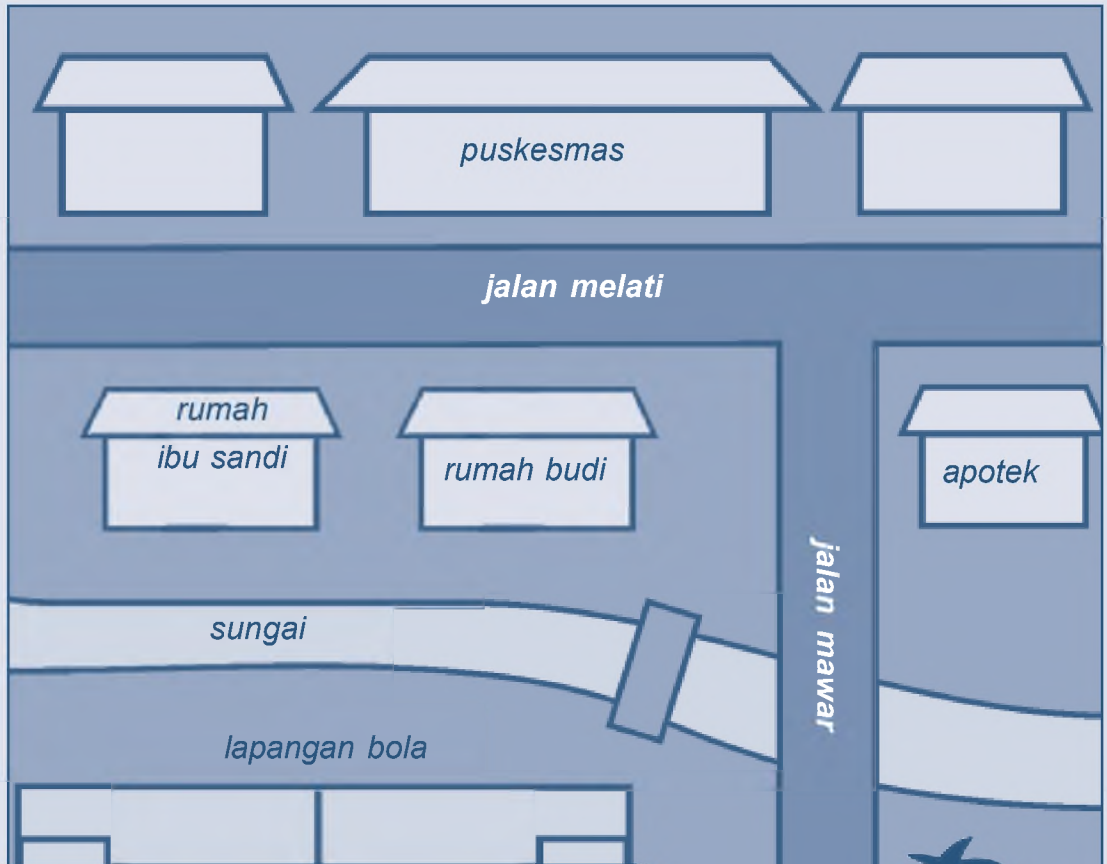 puskesmas
jalan melati
rumah
ibu sandi
rumah budi
apotek
jalan mawar
sungai
lapangan bola